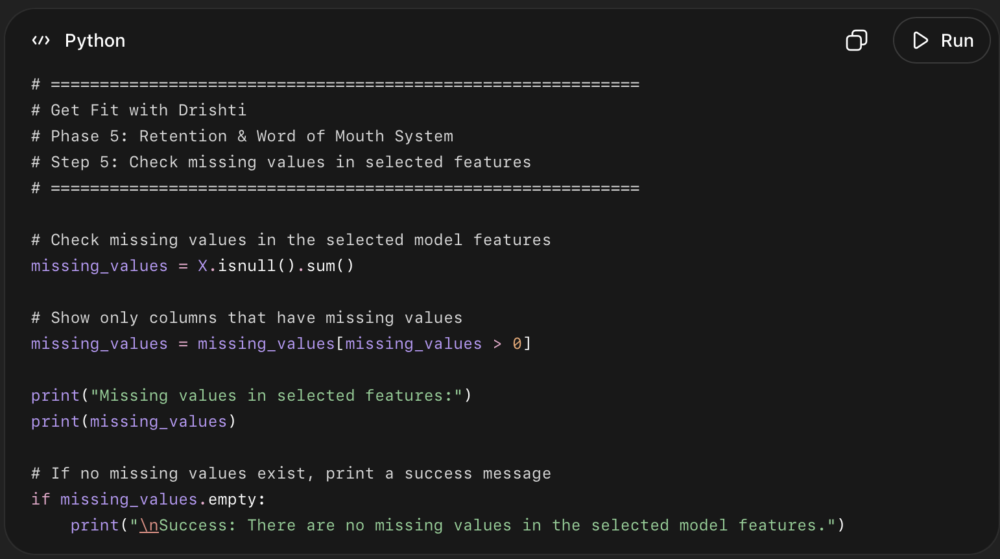 Python
Run
# ============================================================
# Get Fit with Drishti
# Phase 5: Retention & Word of Mouth System
# Step 5: Check missing values in selected features
# ============================================================
# Check missing values in the selected model features
missing_values = X.isnull().sum()
# Show only columns that have missing values
missing_values = missing_values[missing_values > 0]
print("Missing values in selected features:")
print(missing_values)
# If no missing values exist, print a success message
if missing_values.empty:
    print("\nSuccess: There are no missing values in the selected model features.")